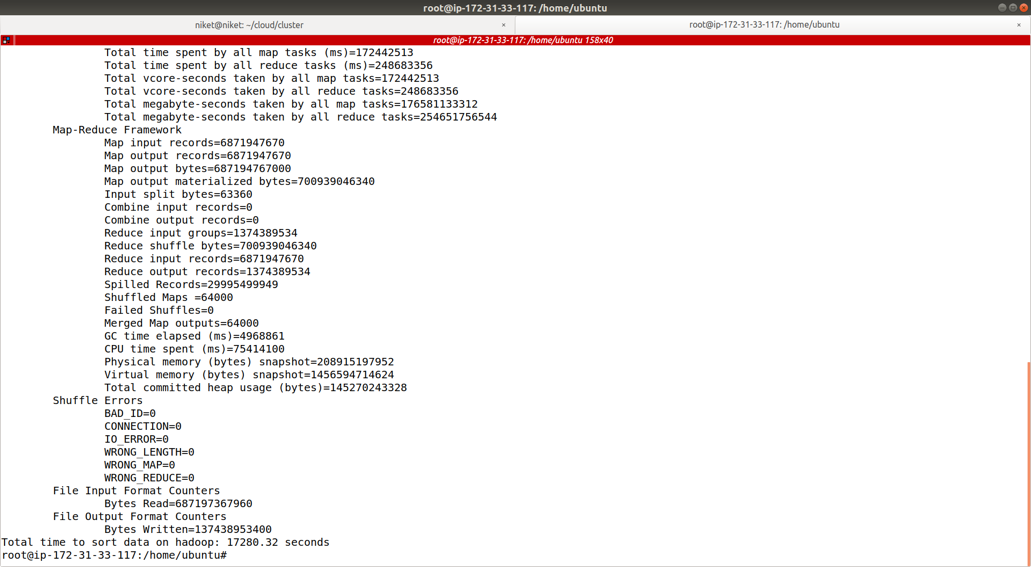 root@ip-172-31-33-117: /home/ubuntu
niket@niket: ~/cloud/cluster × root@ip-172-31-33-117: /home/ubuntu ×
root@ip-172-31-33-117: /home/ubuntu 158x40
Total time spent by all map tasks (ms)=172442513
Total time spent by all reduce tasks (ms)=248683356
Total vcore-seconds taken by all map tasks=172442513
Total vcore-seconds taken by all reduce tasks=248683356
Total megabyte-seconds taken by all map tasks=176581133312
Total megabyte-seconds taken by all reduce tasks=254651756544
Map-Reduce Framework
Map input records=6871947670
Map output records=6871947670
Map output bytes=687194767000
Map output materialized bytes=700939046340
Input split bytes=63360
Combine input records=0
Combine output records=0
Reduce input groups=1374389534
Reduce shuffle bytes=700939046340
Reduce input records=6871947670
Reduce output records=1374389534
Spilled Records=29995499949
Shuffled Maps =64000
Failed Shuffles=0
Merged Map outputs=64000
GC time elapsed (ms)=4968861
CPU time spent (ms)=75414100
Physical memory (bytes) snapshot=208915197952
Virtual memory (bytes) snapshot=1456594714624
Total committed heap usage (bytes)=145270243328
Shuffle Errors
BAD_ID=0
CONNECTION=0
IO_ERROR=0
WRONG_LENGTH=0
WRONG_MAP=0
WRONG_REDUCE=0
File Input Format Counters
Bytes Read=687197367960
File Output Format Counters
Bytes Written=137438953400
Total time to sort data on hadoop: 17280.32 seconds
root@ip-172-31-33-117:/home/ubuntu#